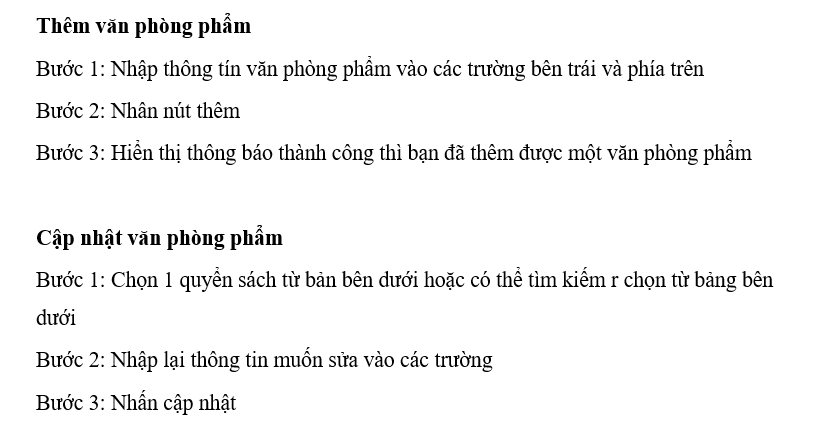 Thêm văn phòng phẩm
Bước 1: Nhập thông tín văn phòng phẩm vào các trường bên trái và phía trên
Bước 2: Nhân nút thêm
Bước 3: Hiển thị thông báo thành công thì bạn đã thêm được một văn phòng phẩm
Cập nhật văn phòng phẩm
Bước 1: Chọn 1 quyển sách từ bản bên dưới hoặc có thể tìm kiếm r chọn từ bảng bên
dưới
Bước 2: Nhập lại thông tin muốn sửa vào các trường
Bước 3: Nhấn cập nhật